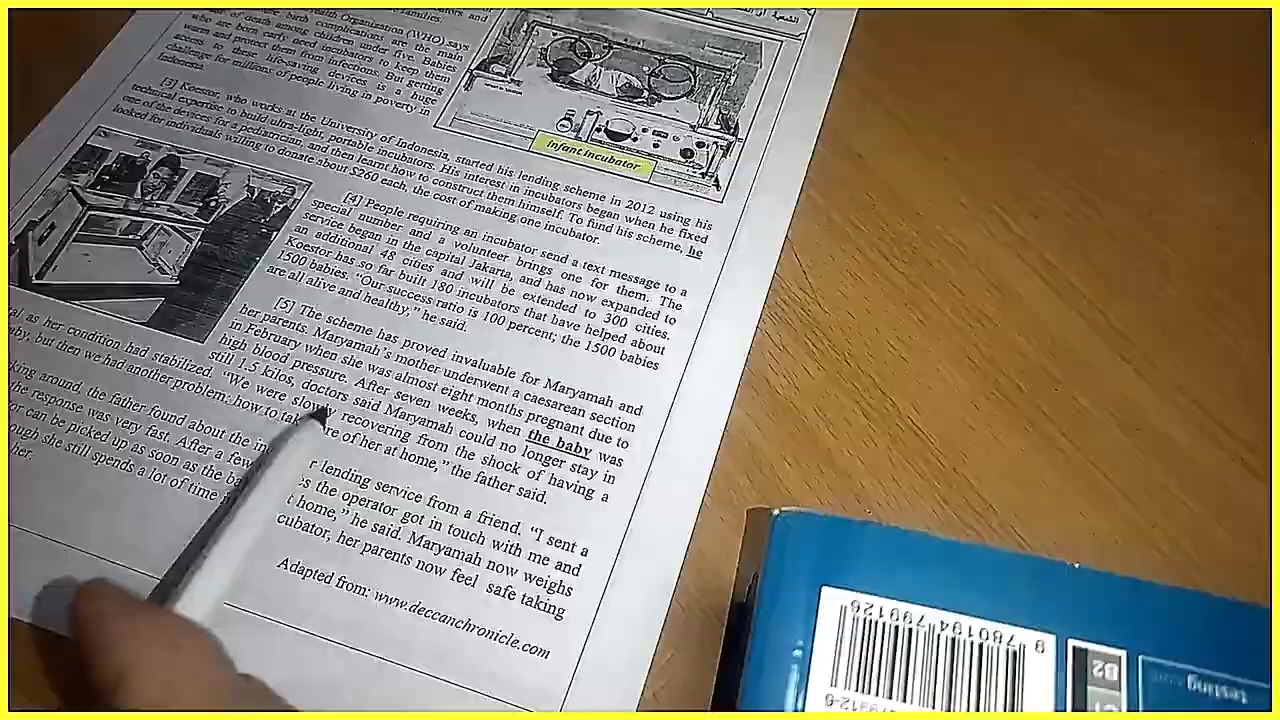 الشعبية
Health Organization (WHO) says
birth complications are the main
of death among children under five. Babies
who are born early need incubators to keep them
warm and protect them from infections. But getting
access to these life-saving devices is a huge
challenge for millions of people living in poverty in
Indonesia.
Infant Incubator
[3] Koestor, who works at the University of Indonesia, started his lending scheme in 2012 using his
technical expertise to build ultra-light, portable incubators. His interest in incubators began when he fixed
one of the devices for a pediatrician, and then learnt how to construct them himself. To fund his scheme, he
looked for individuals willing to donate about $260 each, the cost of making one incubator.
[4] People requiring an incubator send a text message to a
special number and a volunteer brings one for them. The
service began in the capital Jakarta, and has now expanded to
an additional 48 cities and will be extended to 300 cities.
Koestor has so far built 180 incubators that have helped about
1500 babies. "Our success ratio is 100 percent; the 1500 babies
are all alive and healthy," he said.
[5] The scheme has proved invaluable for Maryamah and
her parents. Maryamah's mother underwent a caesarean section
in February when she was almost eight months pregnant due to
high blood pressure. After seven weeks, when the baby was
still 1.5 kilos, doctors said Maryamah could no longer stay in
as her condition had stabilized. "We were slowly recovering from the shock of having a
but then we had another problem: how to of her at home," the father said.
around, the father found about the lending service from a friend. "I sent a
the response was very fast. After a few the operator got in touch with me and
can be picked up as soon as the home," he said. Maryamah now weighs
she still spends a lot of time her parents now feel safe taking
her.
Adapted from: www.deccanchronicle.com
9 780194 799126
B2
C1
testing